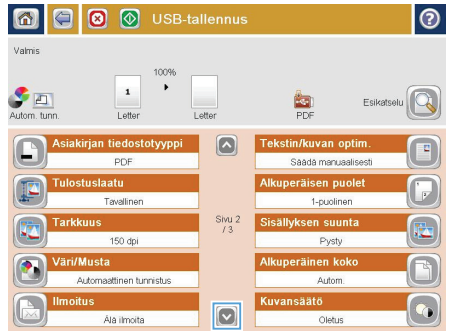 USB-tallennus
Valmis
100%
1
Autom. tunn.
Letter
Letter
PDF
Esikatselu
Asiakirjan tiedostotyyppi
PDF
Tulostuslaatu
Tavallinen
Tarkkuus
150 dpi
Väri/Musta
Automaattinen tunnistus
Ilmoitus
Älä ilmoita
Sivu 2
/ 3
Tekstin/kuvan optim.
Säädä manuaalisesti
Alkuperäisen puolet
1-puolinen
Sisällyksen suunta
Pysty
Alkuperäinen koko
Autom.
Kuvansäätö
Oletus